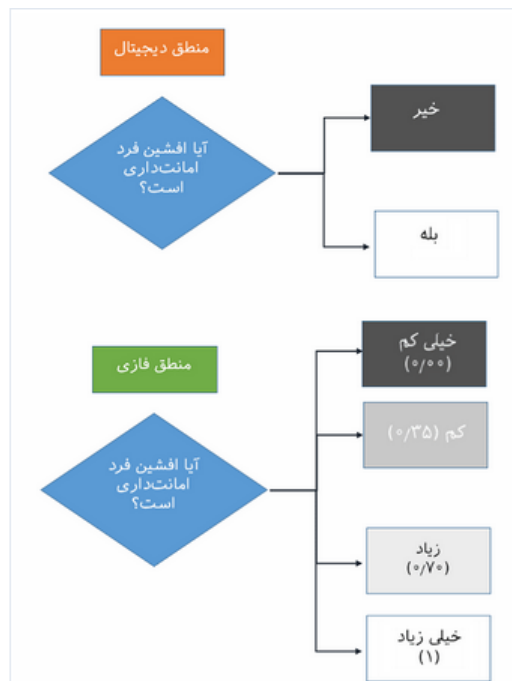 منطق دیجیتال
آیا افشین فرد
امانت‌داری
است؟
خیر
بله
منطق فازی
آیا افشین فرد
امانت‌داری
است؟
خیلی کم
(۰/۰۰)
کم (۰/۳۵)
زیاد
(۰/۷۰)
خیلی زیاد
(۱)